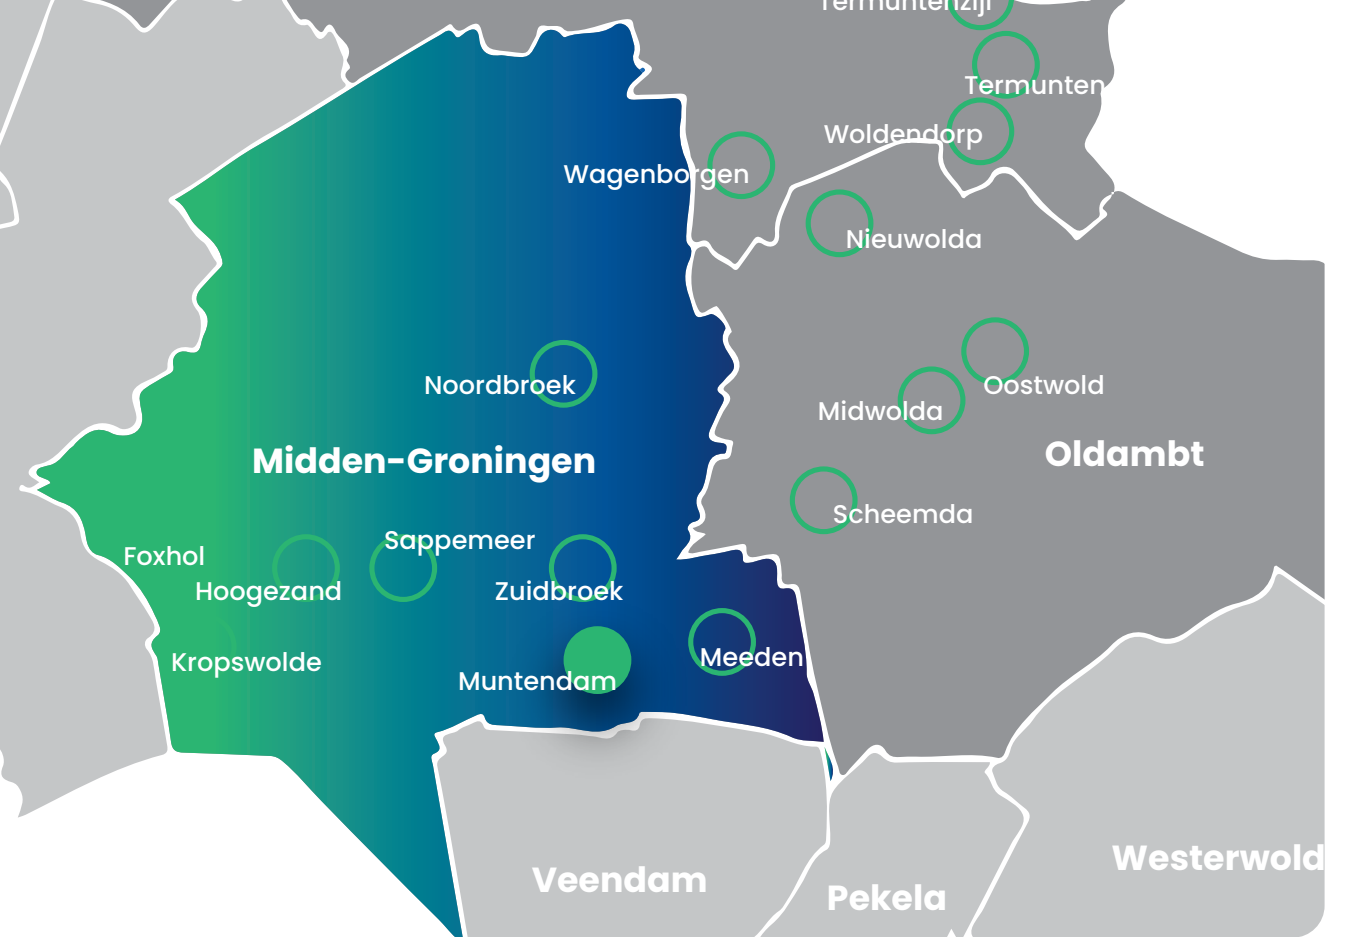 Termuntenzijl
Termunten
Woldendorp
Wagenborgen
Nieuwolda
Noordbroek
Oostwold
Midwolda
Midden-Groningen
Oldambt
Scheemda
Sappemeer
Foxhol
Hoogezand
Zuidbroek
Kropswolde
Meeden
Muntendam
Veendam
Westerwold
Pekela